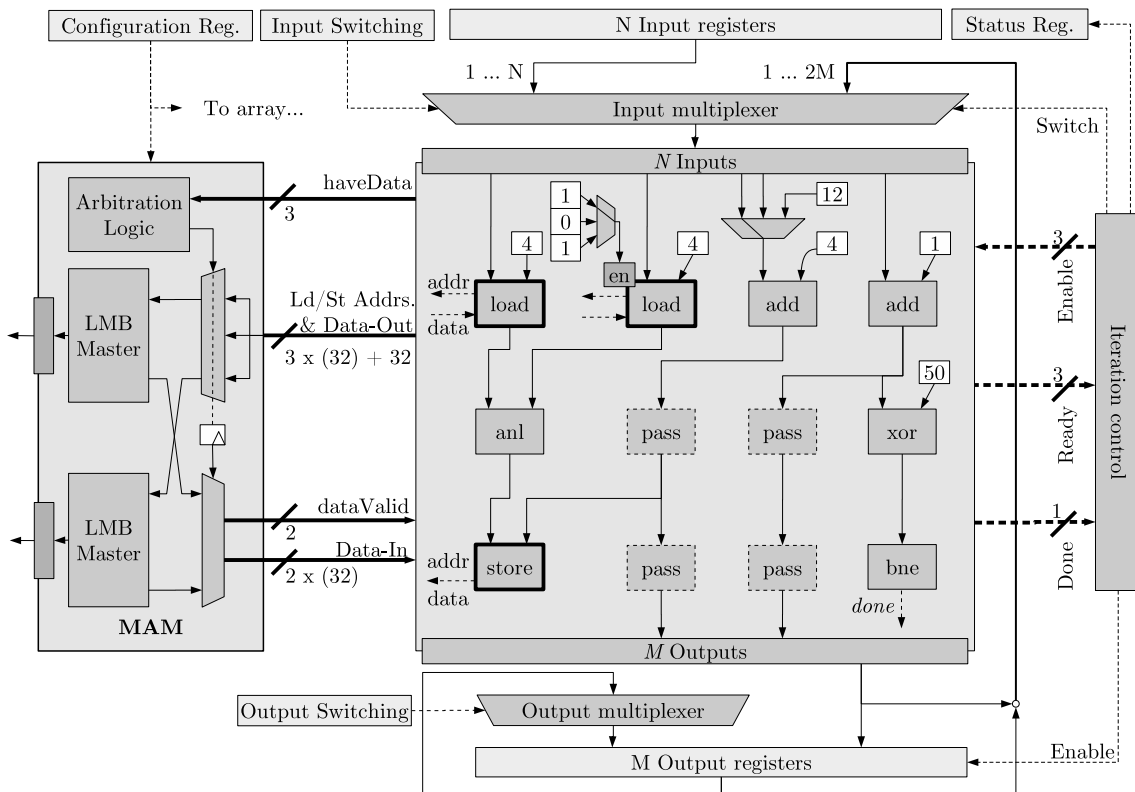 Configuration Reg.
Input Switching
N Input registers
Status Reg.
1 ... N
1 ... 2M
To array...
Input multiplexer
Switch
N Inputs
haveData
3
Arbitration
Logic
1
0
1
12
4
4
4
1
en
addr
data
load
load
add
add
3
Enable
Ld/St Addrs.
& Data-Out
3 x (32) + 32
LMB
Master
Iteration control
50
3
Ready
anl
pass
pass
xor
LMB
Master
dataValid
2
Data-In
2 x (32)
1
Done
addr
data
store
pass
pass
bne
done
MAM
M Outputs
Output Switching
Output multiplexer
Enable
M Output registers